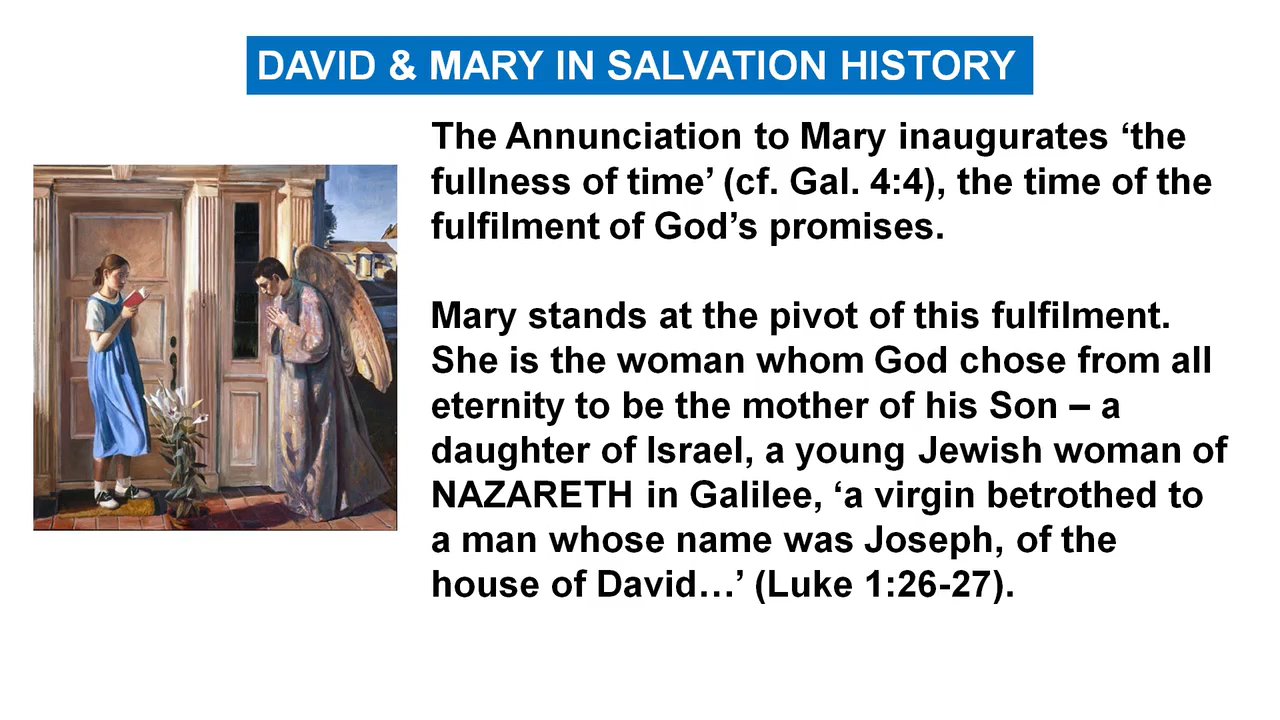 DAVID & MARY IN SALVATION HISTORY
The Annunciation to Mary inaugurates ‘the
fullness of time’ (cf. Gal. 4:4), the time of the
fulfilment of God’s promises.
Mary stands at the pivot of this fulfilment.
She is the woman whom God chose from all
eternity to be the mother of his Son – a
daughter of Israel, a young Jewish woman of
NAZARETH in Galilee, ‘a virgin betrothed to
a man whose name was Joseph, of the
house of David…’ (Luke 1:26-27).